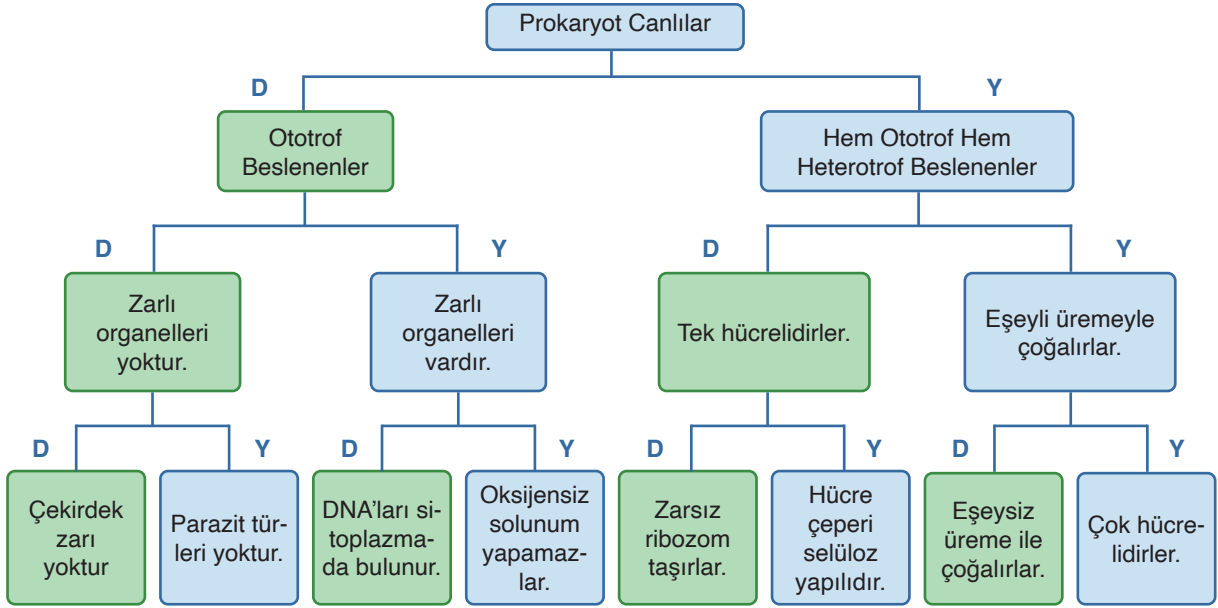 Prokaryot Canlılar
D
Y
Ototrof
Beslenenler
Hem Ototrof Hem
Heterotrof Beslenenler
D
Y
D
Y
Zarlı
organelleri
yoktur.
Zarlı
organelleri
vardır.
Tek hücrelidirler.
Eşeyli üremeyle
çoğalırlar.
D
Y
D
Y
D
Y
D
Y
Çekirdek
zarı
yoktur
Parazit tür-
leri yoktur.
DNA’ları si-
toplazma-
da bulunur.
Oksijensiz
solunum
yapamaz-
lar.
Zarsız
ribozom
taşırlar.
Hücre
çeperi
selüloz
yapılıdır.
Eşeysiz
üreme ile
çoğalırlar.
Çok hücre-
lidirler.